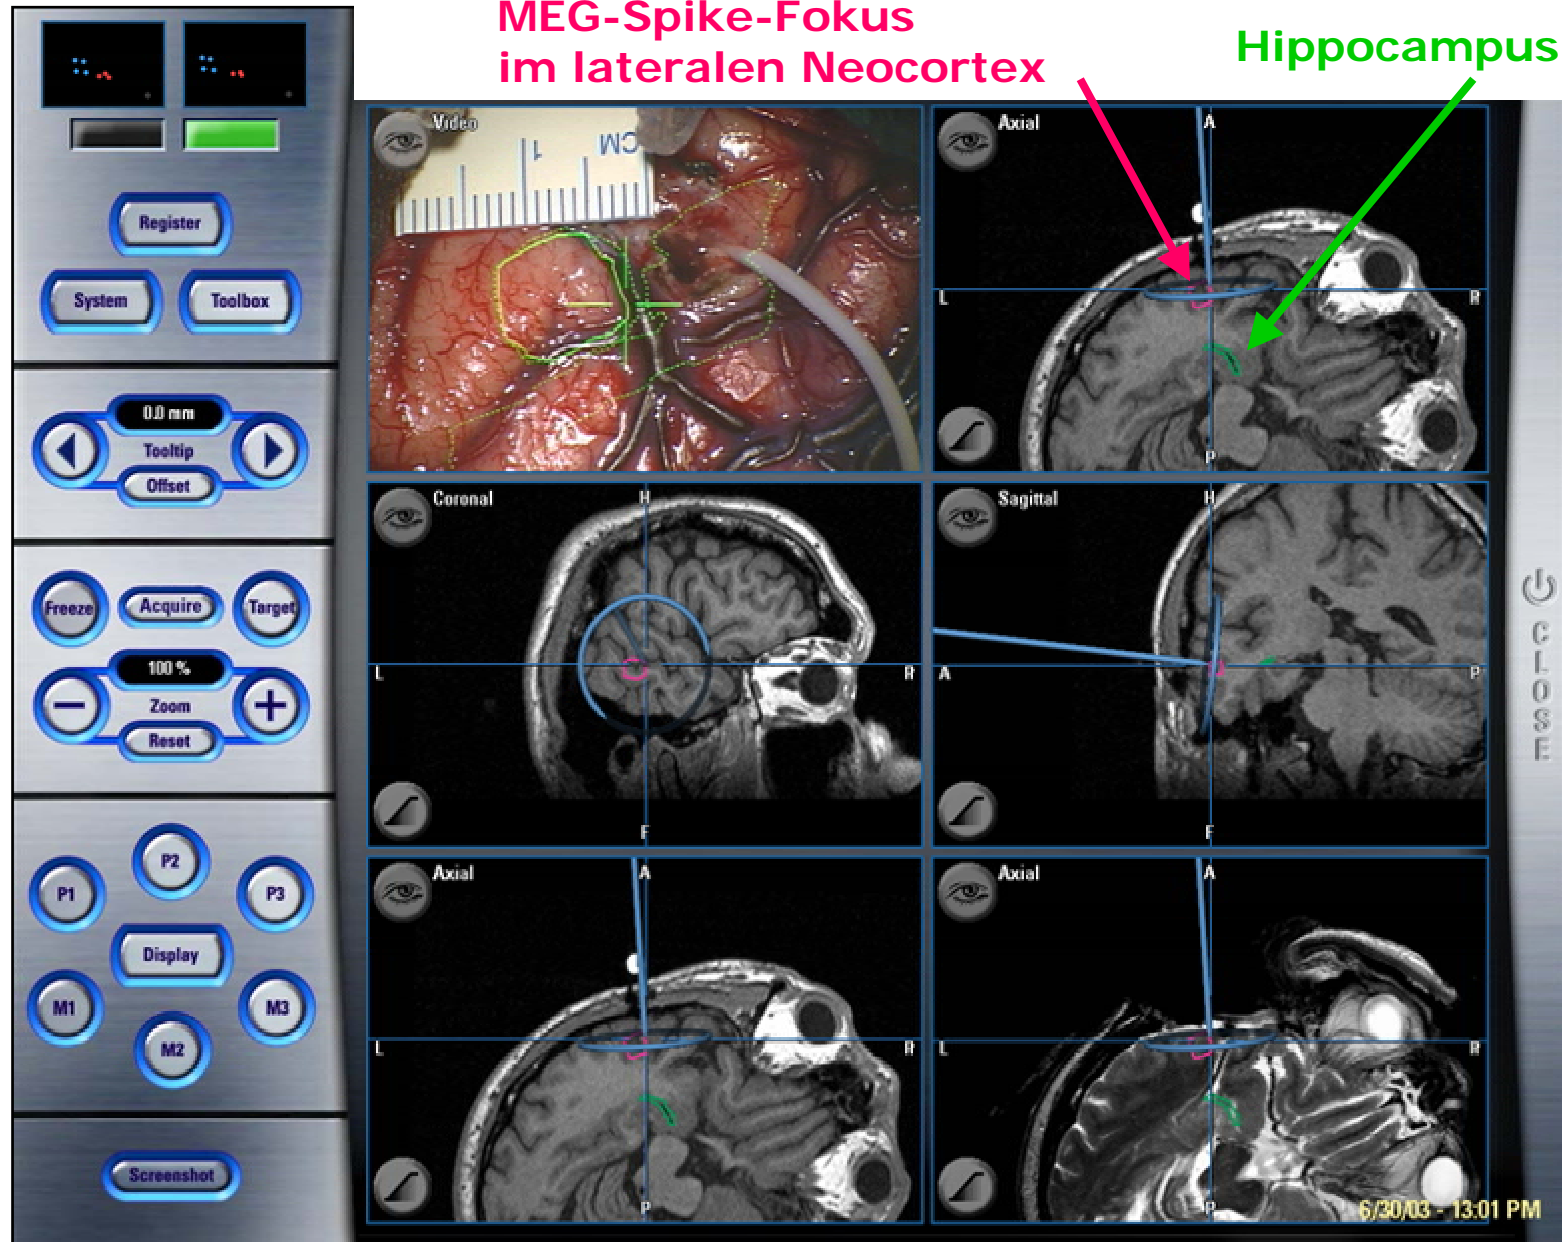 MEG-Spike-Fokus
im lateralen Neocortex
Hippocampus
Register
System
Toolbox
0.0 mm
Tooltip
Offset
Freeze
Acquire
Target
100 %
Zoom
Reset
P1
P2
P3
Display
M1
M2
M3
Screenshot
Video
1
CM
Axial
A
L
R
P
Coronal
H
L
R
F
Sagittal
H
A
P
F
Axial
A
L
R
P
Axial
A
L
R
P
6/30/03 - 13:01 PM
CLOSE